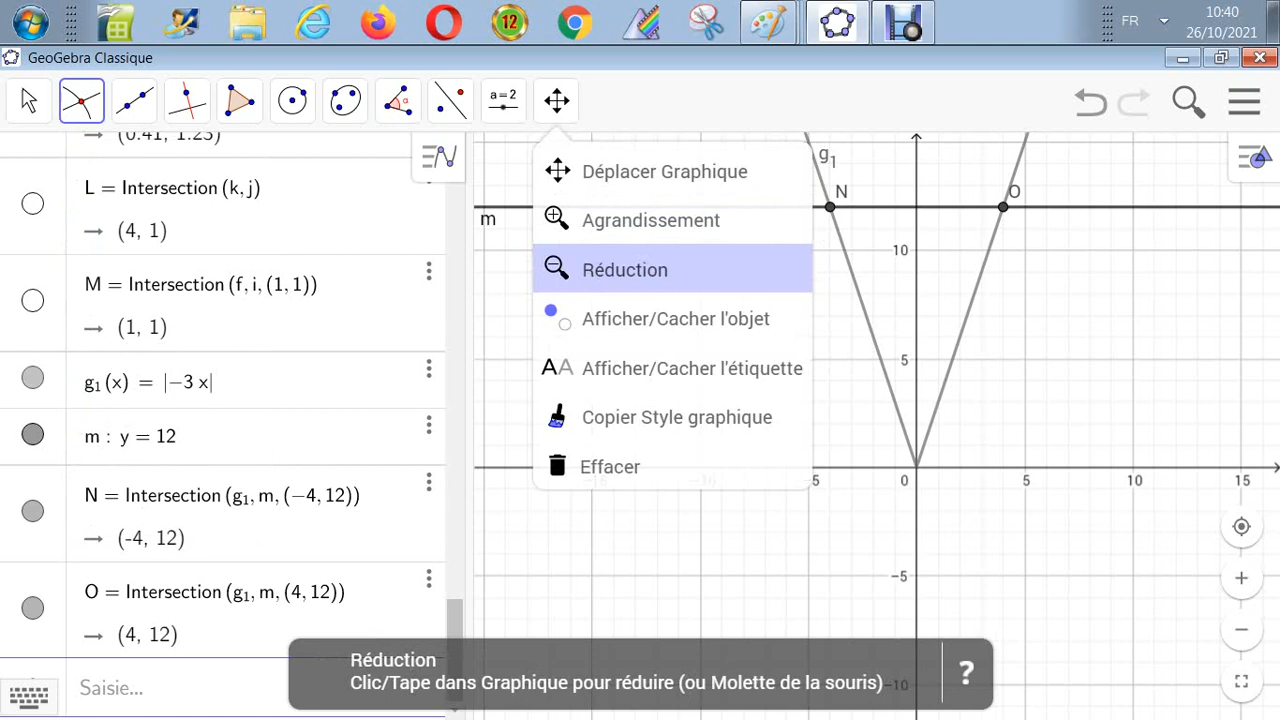 12
FR
10:40
26/10/2021
GeoGebra Classique
α
a=2
→ (0.41, 1.23)
L = Intersection (k, j)
→ (4, 1)
M = Intersection (f, i, (1, 1))
→ (1, 1)
g₁(x) = |−3 x|
m : y = 12
N = Intersection (g₁, m, (−4, 12))
→ (-4, 12)
O = Intersection (g₁, m, (4, 12))
→ (4, 12)
Saisie...
Déplacer Graphique
Agrandissement
Réduction
Afficher/Cacher l'objet
AA Afficher/Cacher l'étiquette
Copier Style graphique
Effacer
g₁
N
O
m
10
5
-5
0
5
10
15
−5
−10
Réduction
Clic/Tape dans Graphique pour réduire (ou Molette de la souris)
?